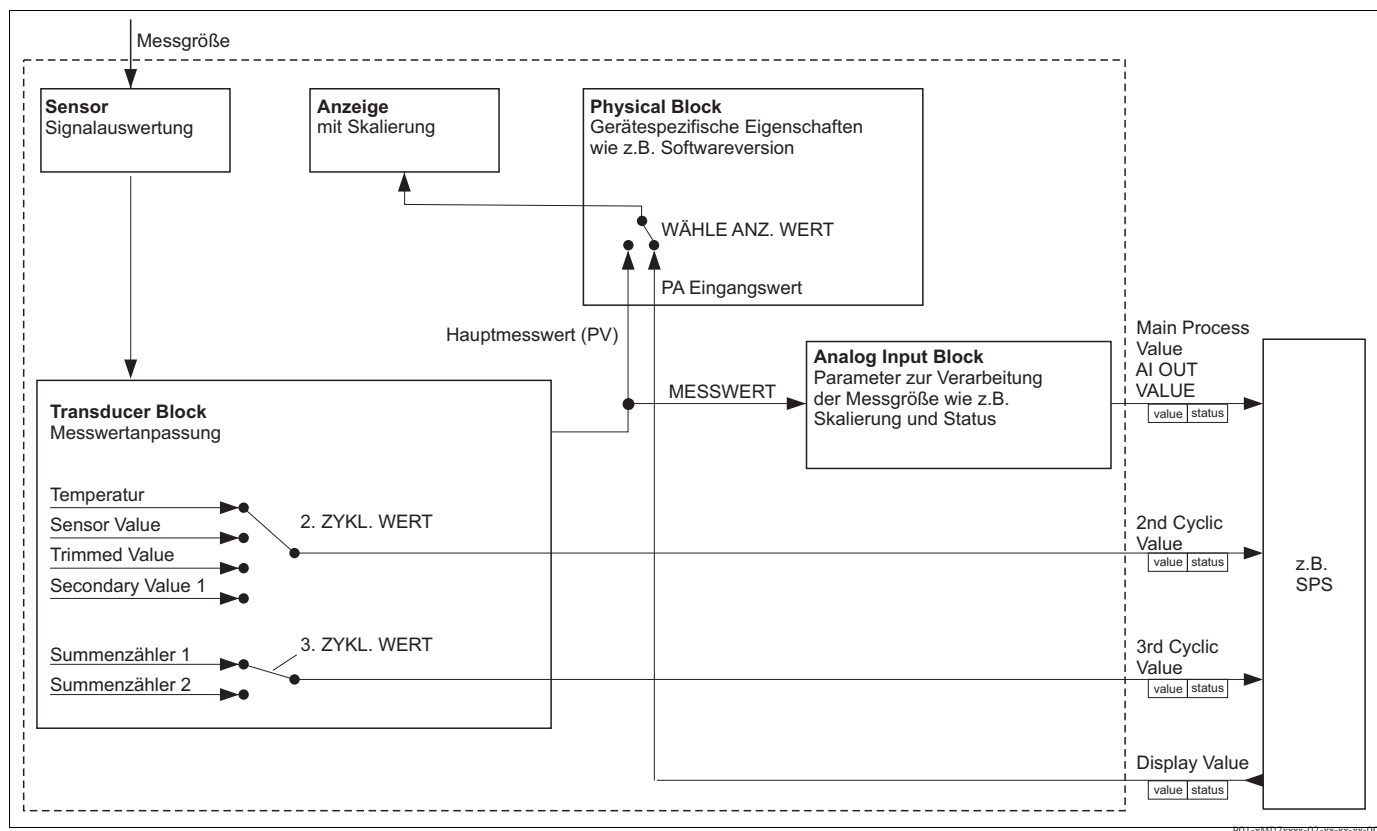 Messgröße
Sensor
Signalauswertung
Anzeige
mit Skalierung
Physical Block
Gerätespezifische Eigenschaften
wie z.B. Softwareversion
WÄHLE ANZ. WERT
PA Eingangswert
Hauptmesswert (PV)
Transducer Block
Messwertanpassung
MESSWERT
Analog Input Block
Parameter zur Verarbeitung
der Messgröße wie z.B.
Skalierung und Status
Main Process
Value
AI OUT
VALUE
value status
Temperatur
Sensor Value
Trimmed Value
Secondary Value 1
2. ZYKL. WERT
2nd Cyclic
Value
value status
z.B.
SPS
Summenzähler 1
Summenzähler 2
3. ZYKL. WERT
3rd Cyclic
Value
value status
Display Value
value status